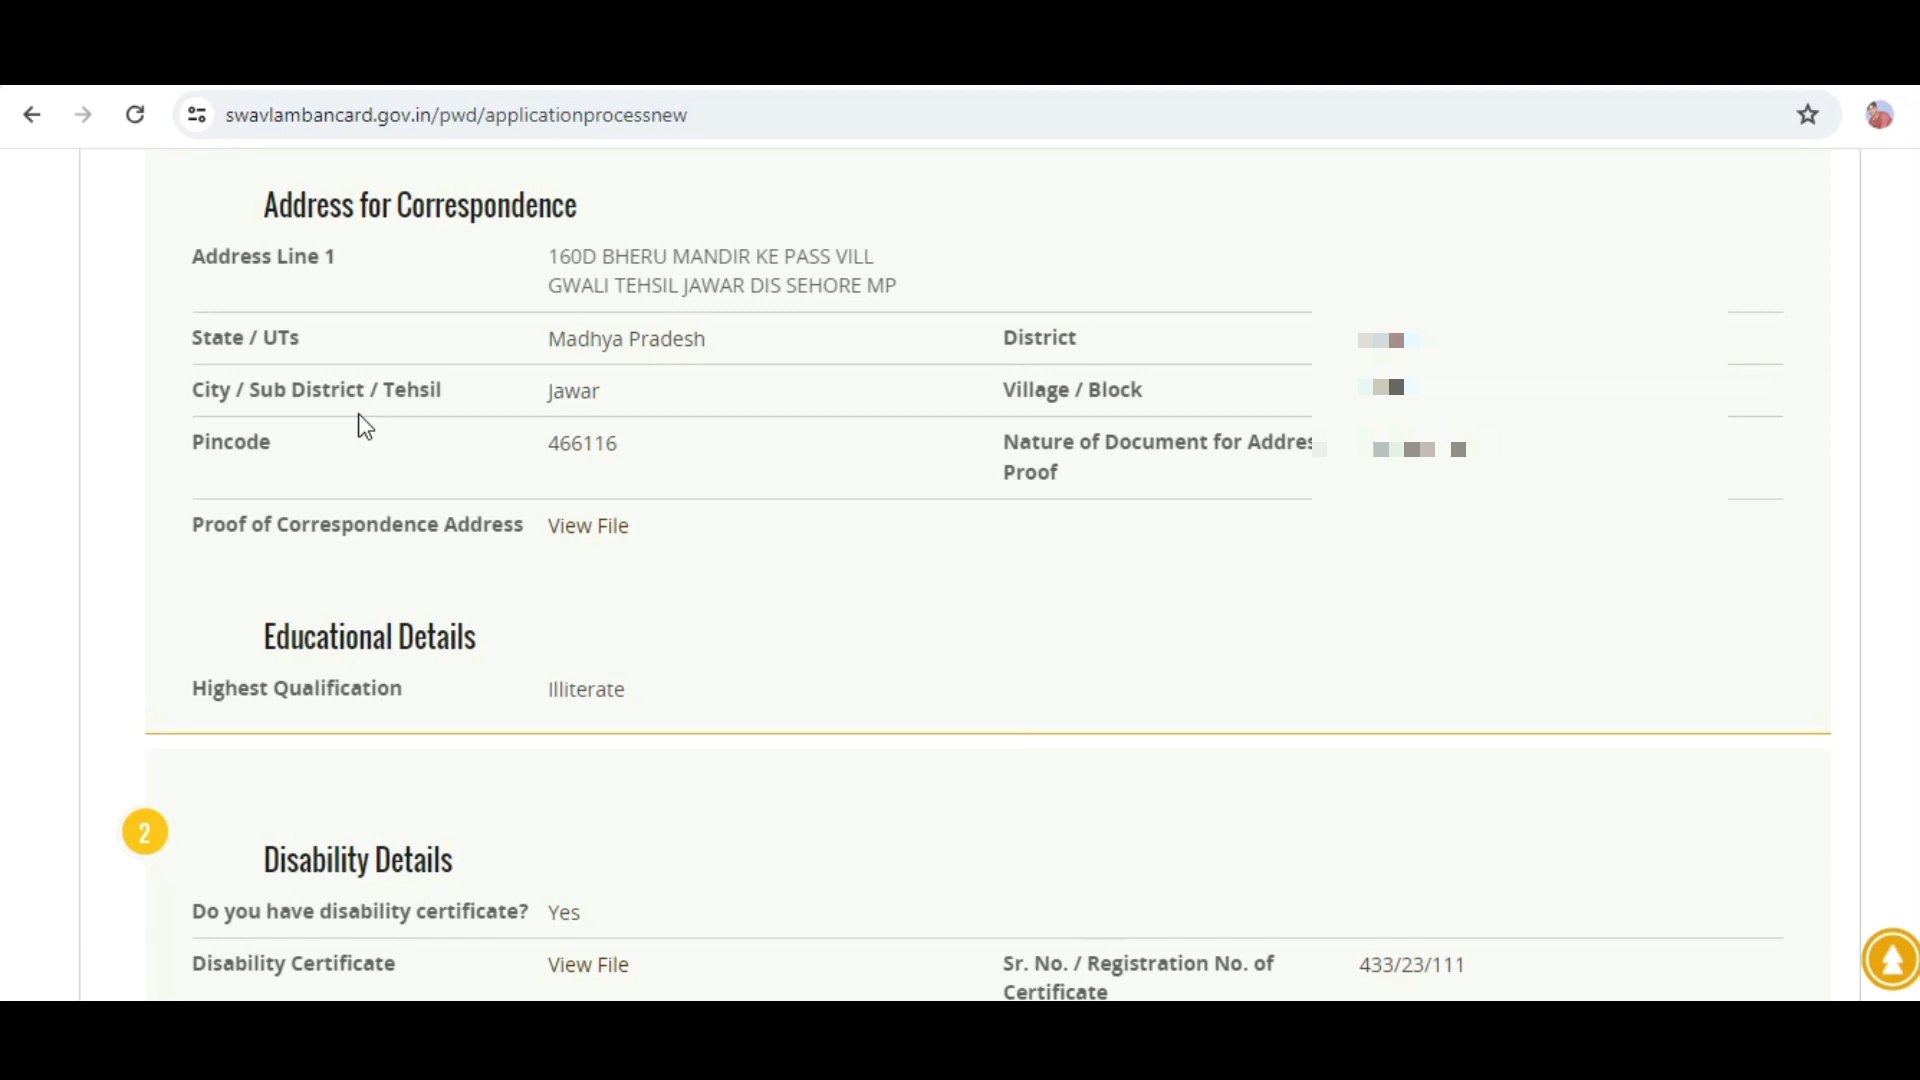 swavlambancard.gov.in/pwd/applicationprocessnew
Address for Correspondence
Address Line 1
160D BHERU MANDIR KE PASS VILL
GWALI TEHSIL JAWAR DIS SEHORE MP
State / UTs
Madhya Pradesh
District
City / Sub District / Tehsil
Jawar
Village / Block
Pincode
466116
Nature of Document for Addres
Proof
Proof of Correspondence Address
View File
Educational Details
Highest Qualification
Illiterate
2
Disability Details
Do you have disability certificate?
Yes
Disability Certificate
View File
Sr. No. / Registration No. of
Certificate
433/23/111